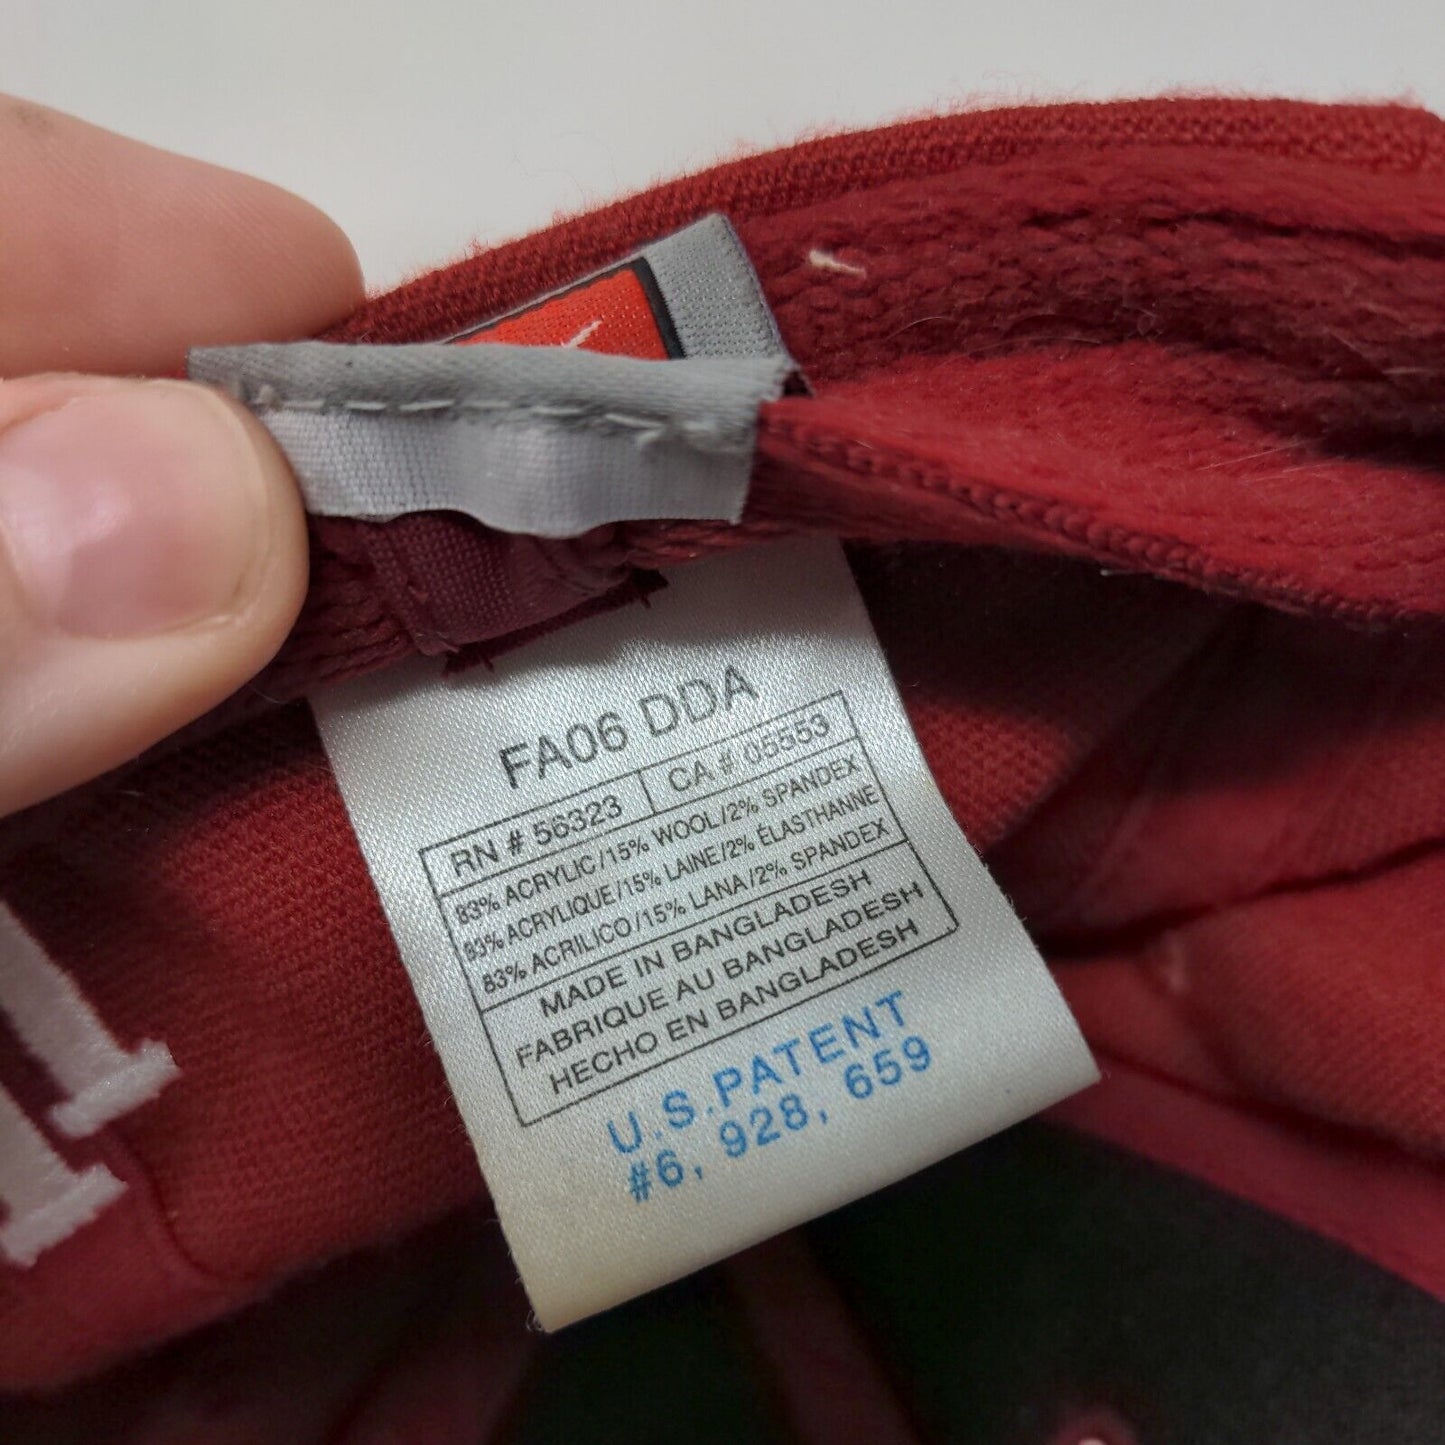 FA06 DDA
RN # 56323 CA # 05553
83% ACRYLIC/15% WOOL/2% SPANDEX
83% ACRYLIQUE/15% LAINE/2% ÉLASTHANNE
83% ACRILICO/15% LANA/2% SPANDEX
MADE IN BANGLADESH
FABRIQUE AU BANGLADESH
HECHO EN BANGLADESH
U.S.PATENT
#6, 928, 659